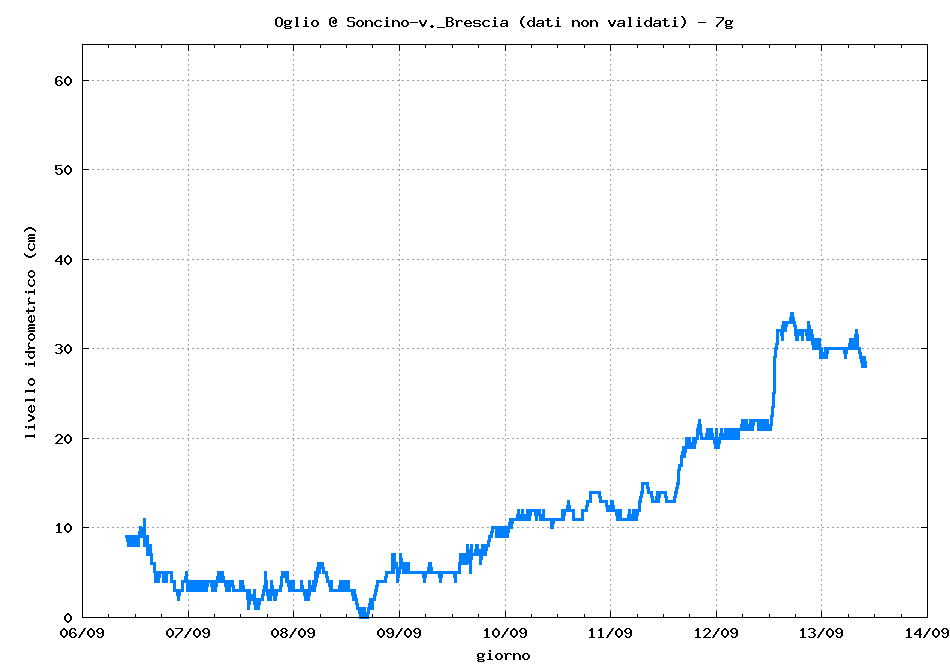 Oglio @ Soncino-v._Brescia (dati non validati) - 7g
livello idrometrico (cm)
60
50
40
30
20
10
0
06/09 07/09 08/09 09/09 10/09 11/09 12/09 13/09 14/09
giorno